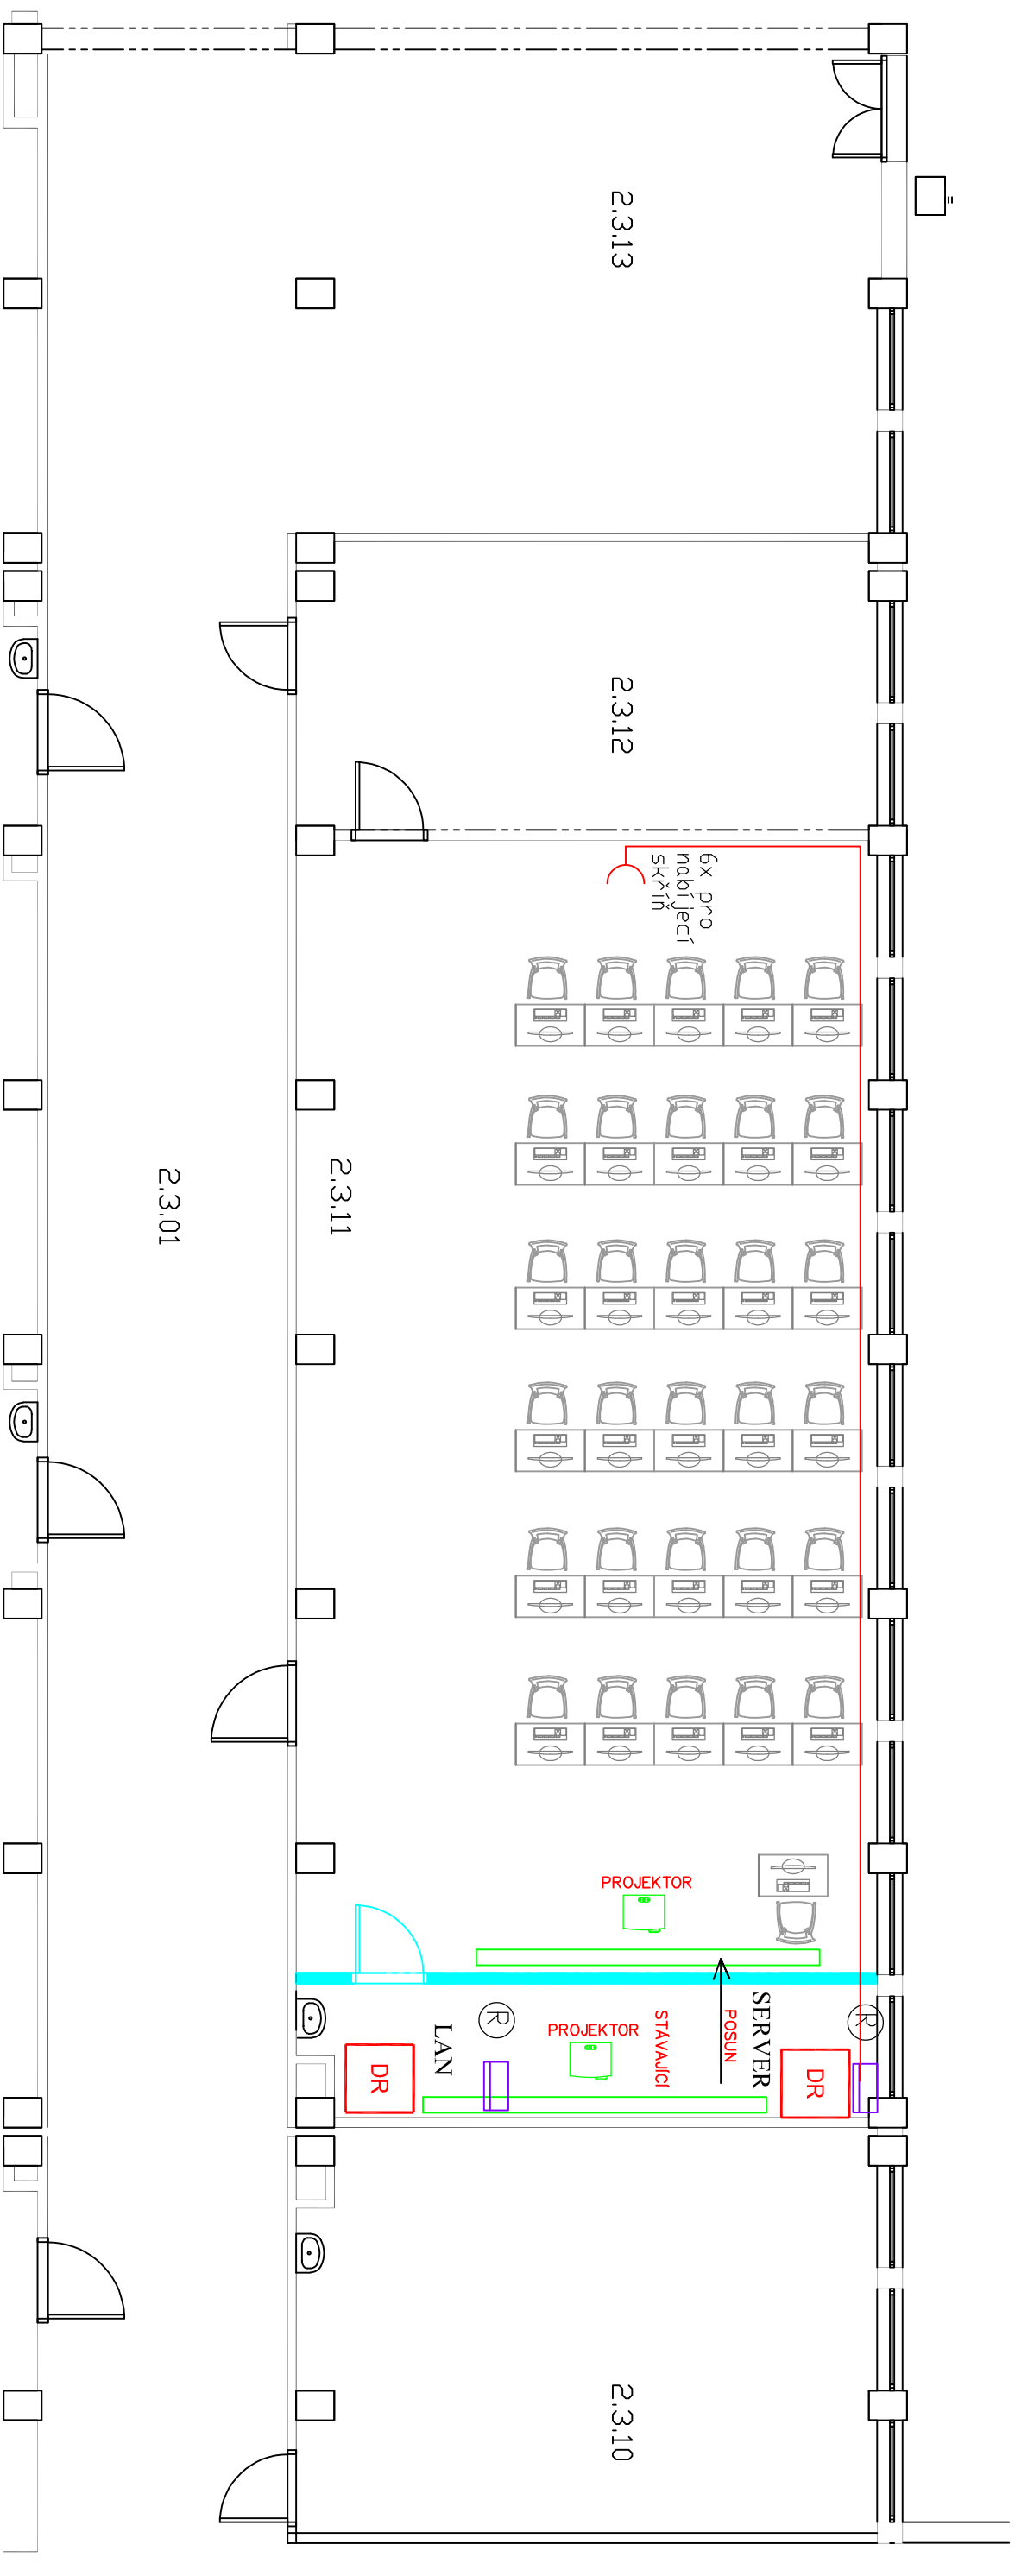 2.3.13
2.3.12
6x pro
nabíjecí
skříň
2.3.11
2.3.01
PROJEKTOR
SERVER
POSUN
STÁVAJÍCÍ
PROJEKTOR
LAN
R
R
DR
DR
2.3.10